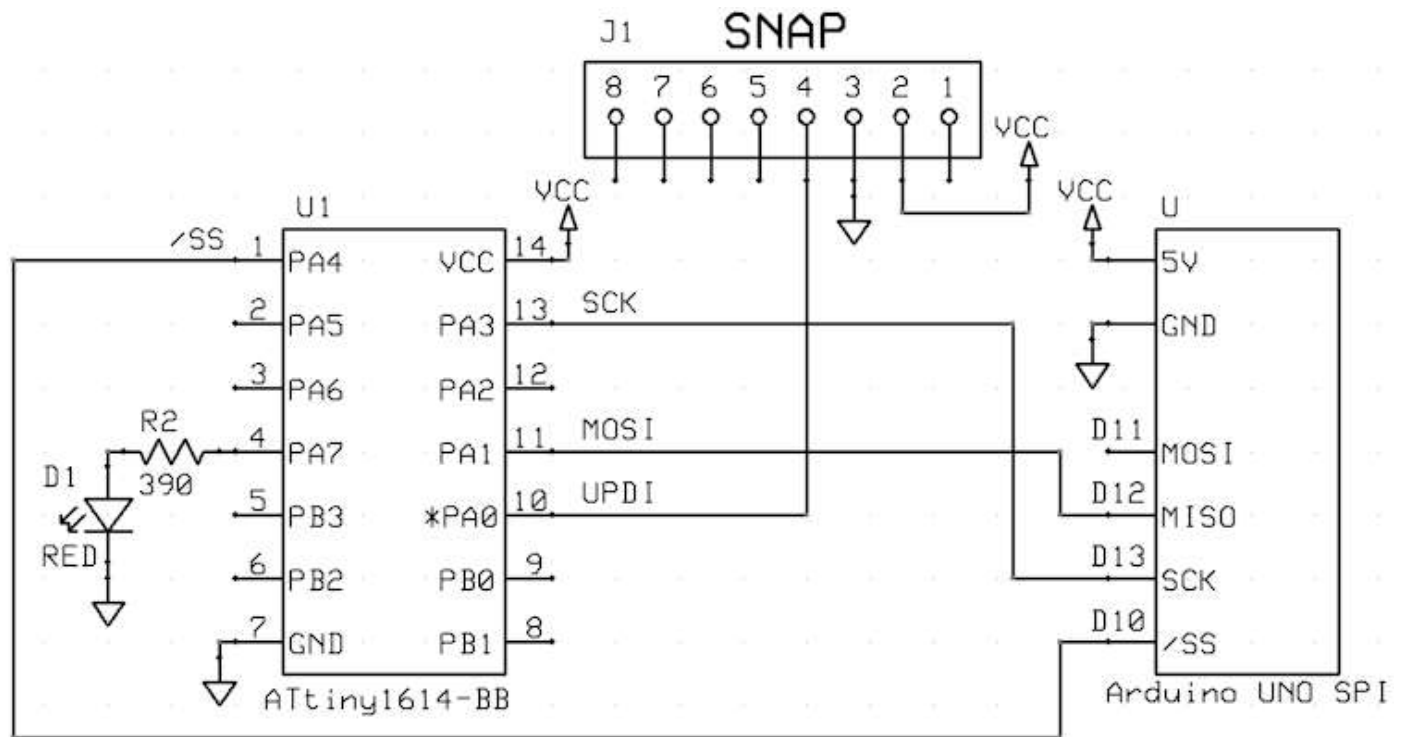 J1 SNAP
8 7 6 5 4 3 2 1
VCC
VCC
VCC
U1
U
/SS 1 PA4 VCC 14
5V
SCK
2 PA5 PA3 13
GND
3 PA6 PA2 12
R2
390
4 PA7 PA1 11 MOSI
D11 MOSI
D1
RED
5 PB3 *PA0 10 UPDI
D12 MISO
6 PB2 PB0 9
D13 SCK
7 GND PB1 8
D10 /SS
ATtiny1614-BB
Arduino UNO SPI